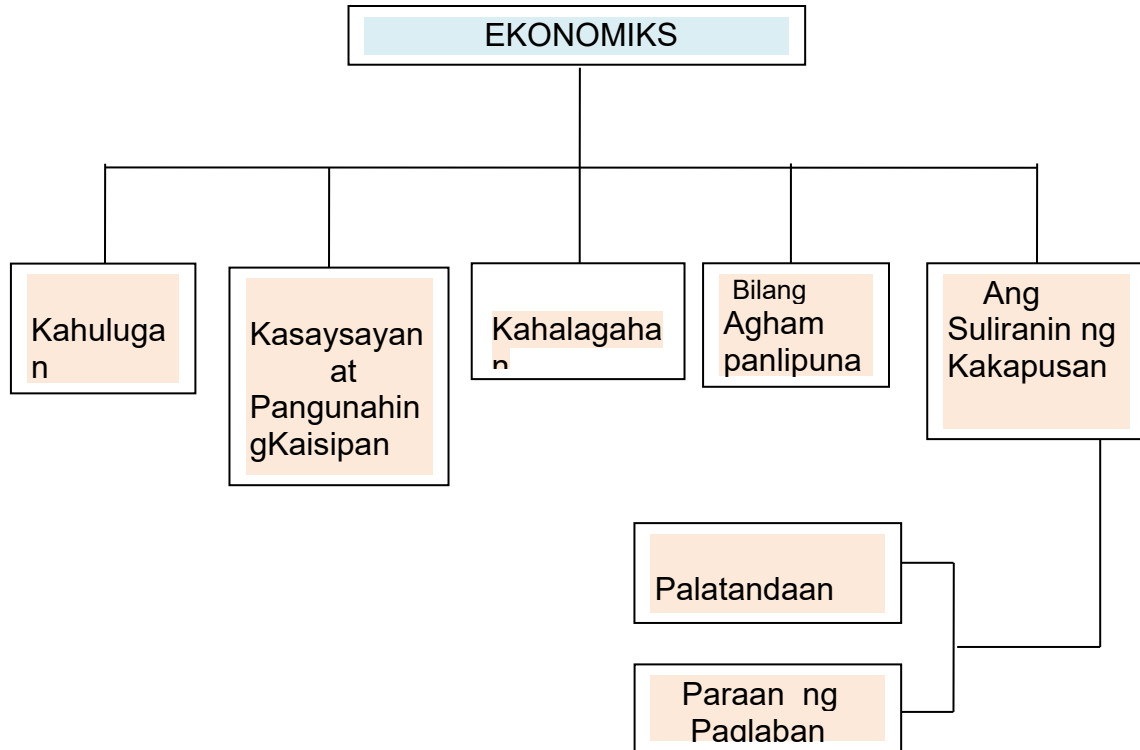 EKONOMIKS
Kahuluga
n
Kasaysayan
at
Pangunahin
gKaisipan
Kahalagaha
n
Bilang
Agham
panlipuna
Ang
Suliranin ng
Kakapusan
Palatandaan
Paraan ng
Paglaban